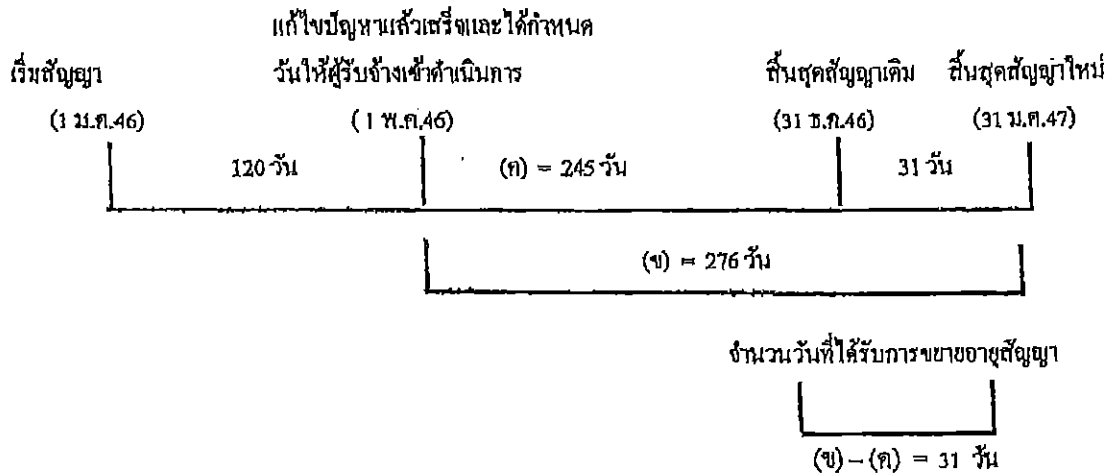 แก้ไขปัญหาแล้วเสร็จและได้กำหนด
เริ่มสัญญา วันให้ผู้รับจ้างเข้าดำเนินการ สิ้นสุดสัญญาเดิม สิ้นสุดสัญญาใหม่
(1 ม.ค.46) (1 พ.ค.46) (31 ธ.ค.46) (31 ม.ค.47)
120 วัน (ค) = 245 วัน 31 วัน
(ข) = 276 วัน
จำนวนวันที่ได้รับการขยายอายุสัญญา
(ข) – (ค) = 31 วัน